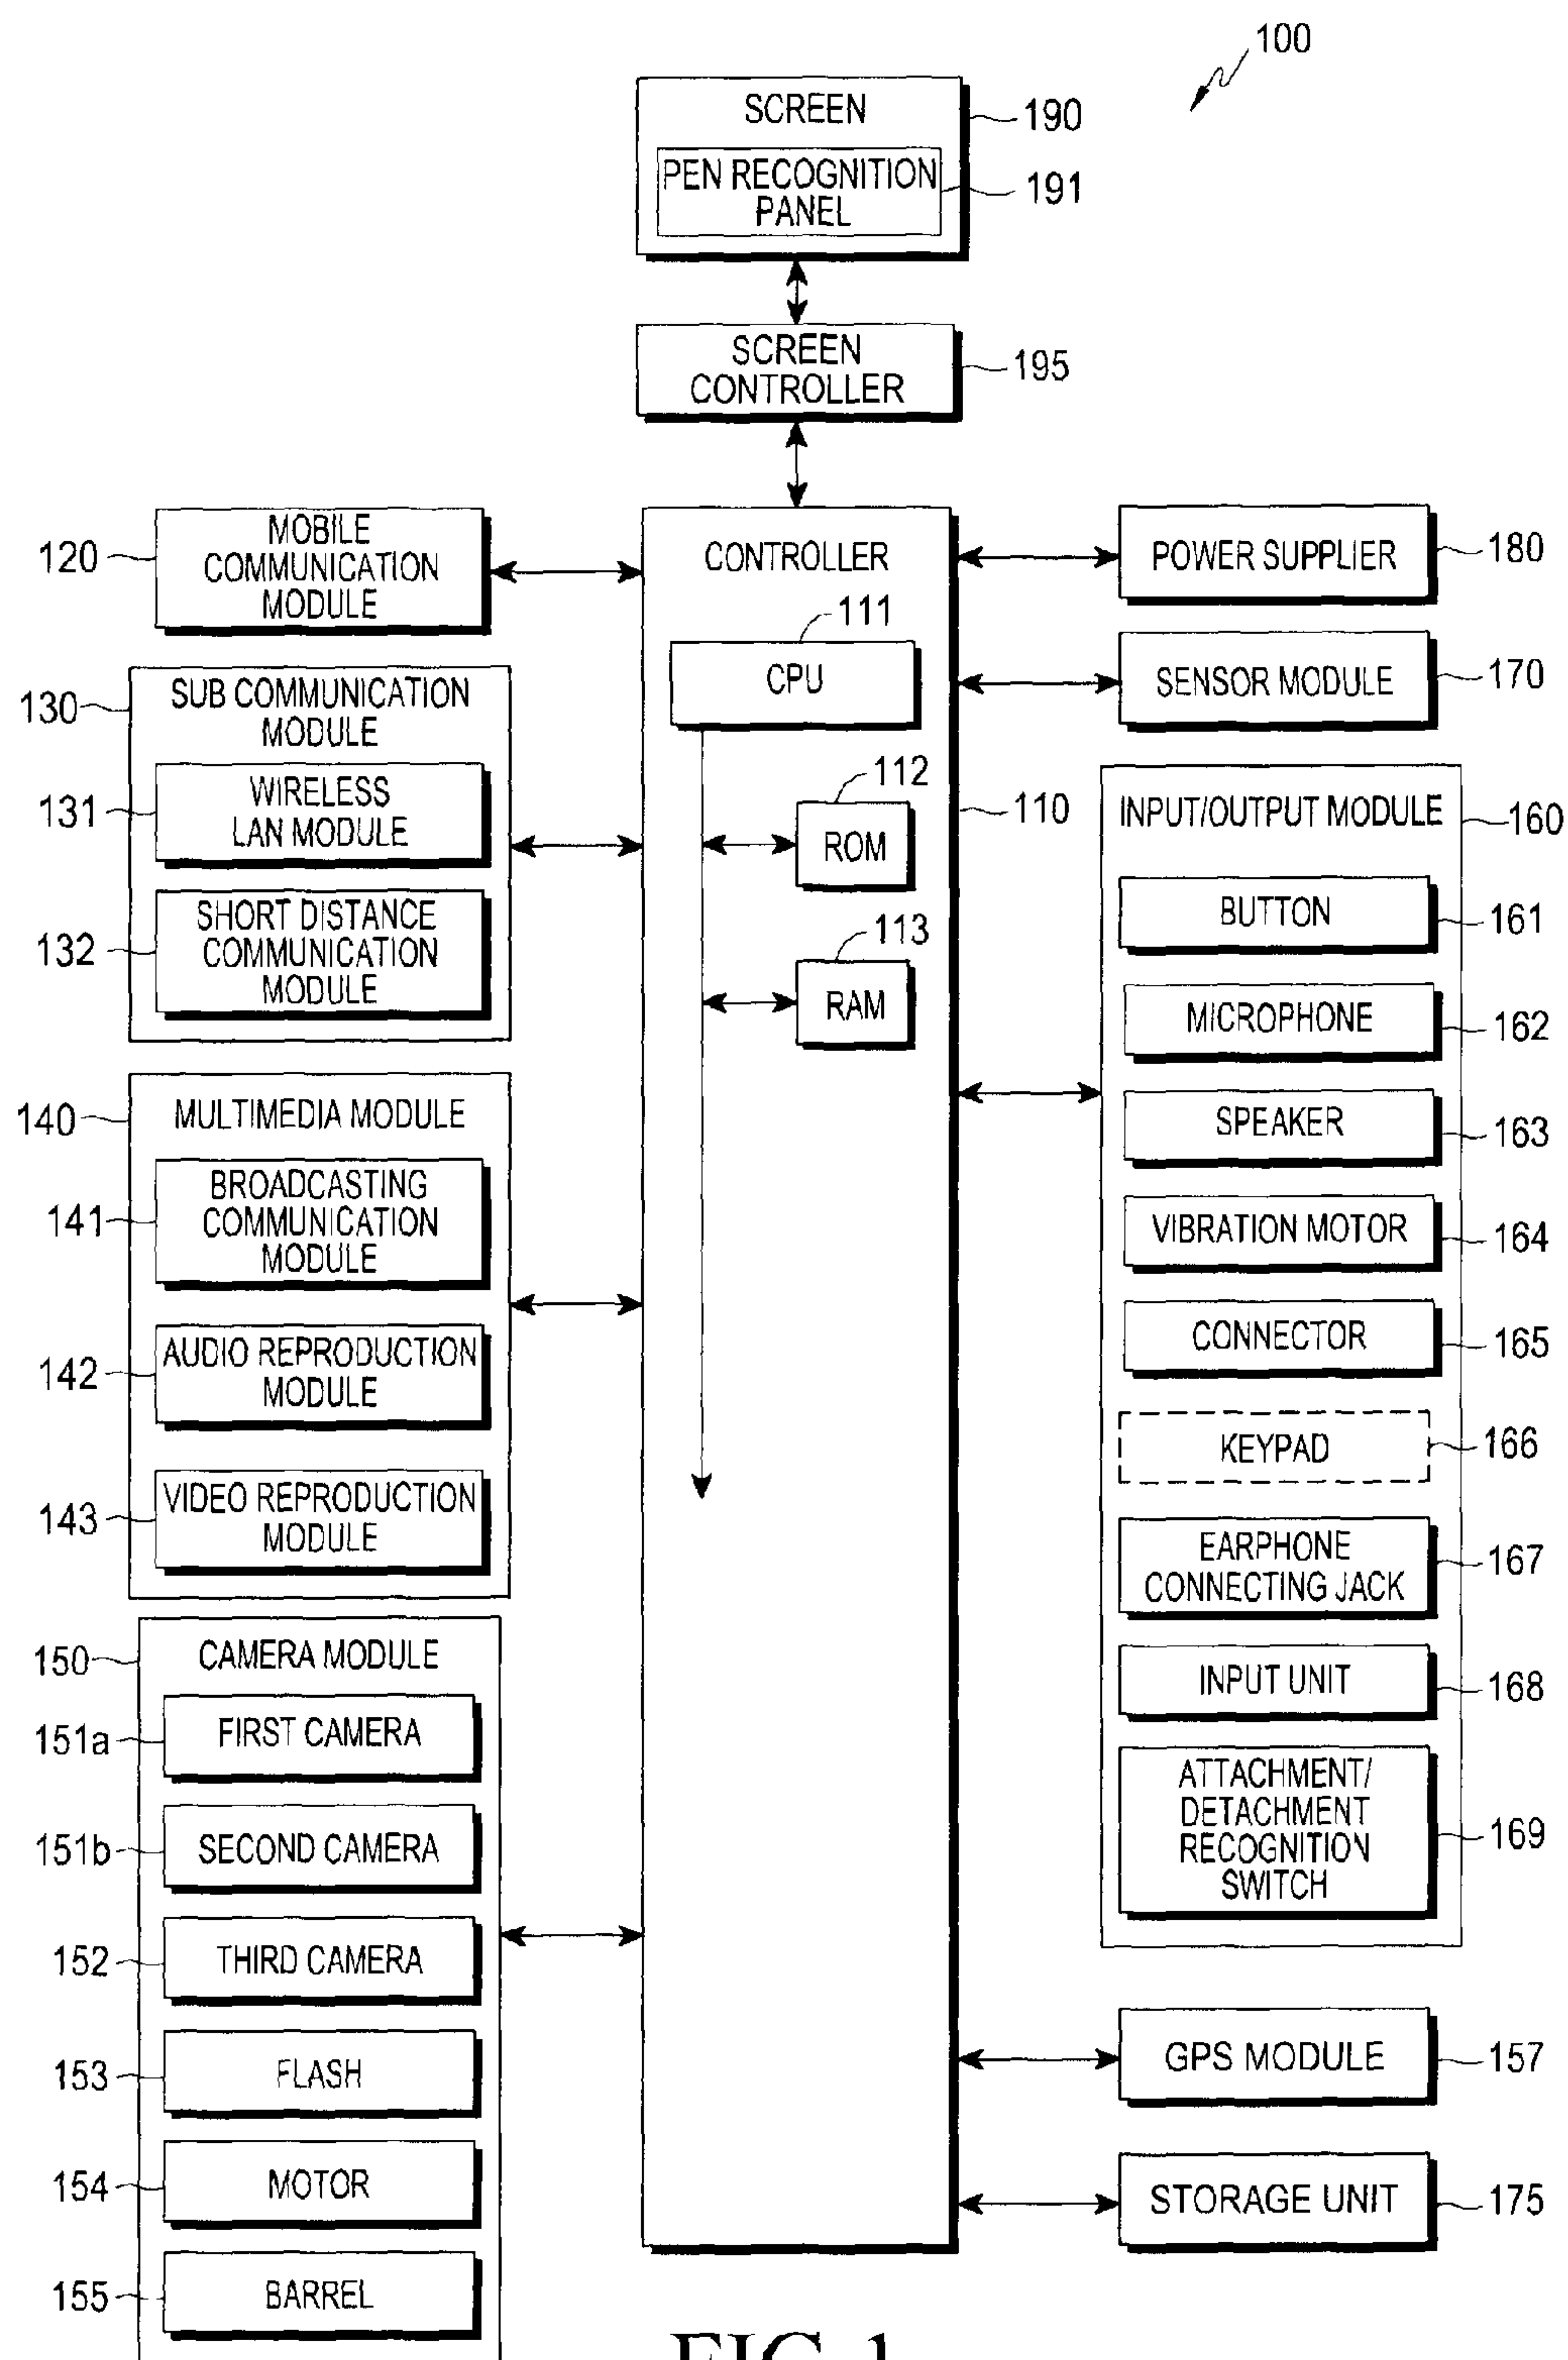 100
SCREEN
190
PEN RECOGNITION
PANEL
191
SCREEN
CONTROLLER
195
120
MOBILE
COMMUNICATION
MODULE
130
SUB COMMUNICATION
MODULE
131
WIRELESS
LAN MODULE
132
SHORT DISTANCE
COMMUNICATION
MODULE
140
MULTIMEDIA MODULE
141
BROADCASTING
COMMUNICATION
MODULE
142
AUDIO REPRODUCTION
MODULE
143
VIDEO REPRODUCTION
MODULE
150
CAMERA MODULE
151a
FIRST CAMERA
151b
SECOND CAMERA
152
THIRD CAMERA
153
FLASH
154
MOTOR
155
BARREL
CONTROLLER
111
CPU
112
ROM
110
113
RAM
POWER SUPPLIER
180
SENSOR MODULE
170
INPUT/OUTPUT MODULE
160
BUTTON
161
MICROPHONE
162
SPEAKER
163
VIBRATION MOTOR
164
CONNECTOR
165
KEYPAD
166
EARPHONE
CONNECTING JACK
167
INPUT UNIT
168
ATTACHMENT/
DETACHMENT
RECOGNITION
SWITCH
169
GPS MODULE
157
STORAGE UNIT
175
FIG. 1